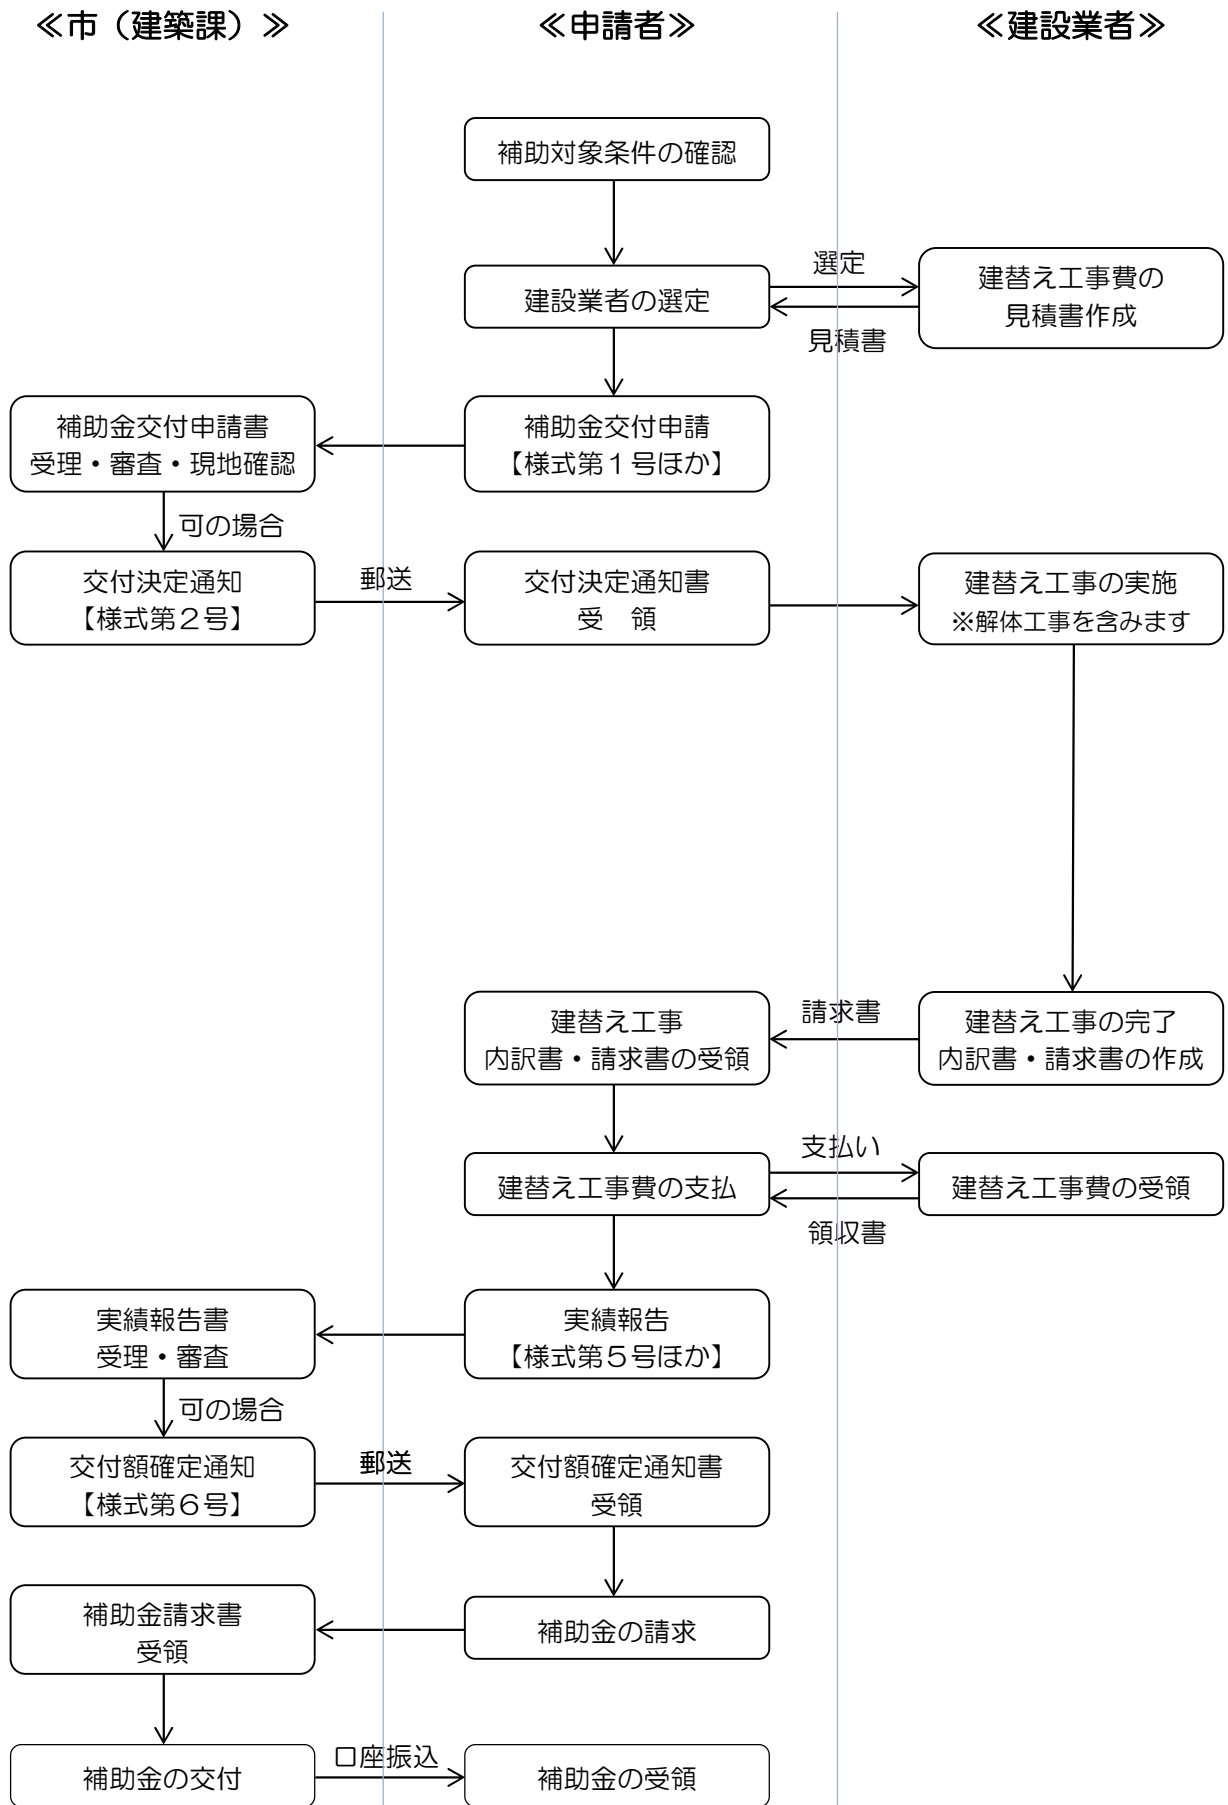 ≪市（建築課）≫
≪申請者≫
≪建設業者≫
補助対象条件の確認
建設業者の選定
選定
見積書
建替え工事費の
見積書作成
補助金交付申請書
受理・審査・現地確認
補助金交付申請
【様式第１号ほか】
可の場合
交付決定通知
【様式第２号】
郵送
交付決定通知書
受　領
建替え工事の実施
※解体工事を含みます
建替え工事
内訳書・請求書の受領
請求書
建替え工事の完了
内訳書・請求書の作成
建替え工事費の支払
支払い
領収書
建替え工事費の受領
実績報告書
受理・審査
実績報告
【様式第５号ほか】
可の場合
交付額確定通知
【様式第６号】
郵送
交付額確定通知書
受領
補助金請求書
受領
補助金の請求
補助金の交付
口座振込
補助金の受領